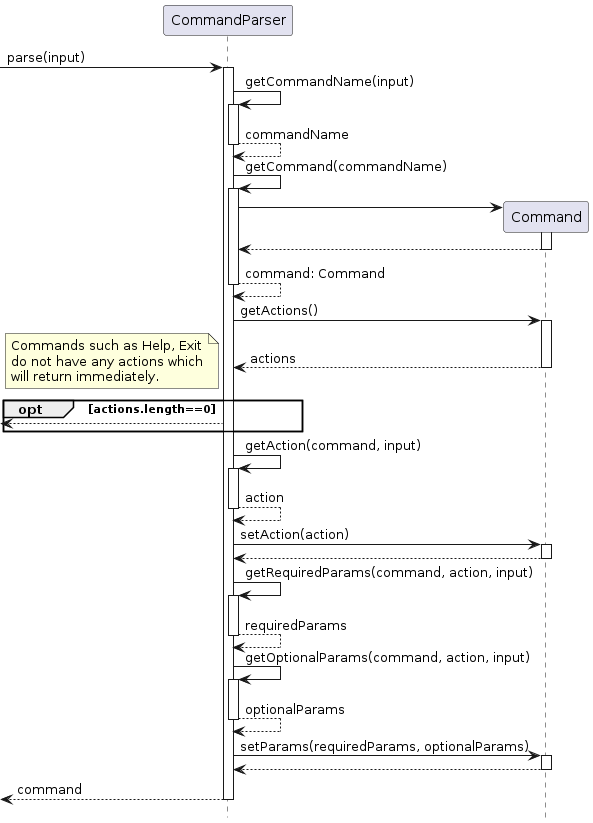 CommandParser
parse(input)
getCommandName(input)
commandName
getCommand(commandName)
Command
command: Command
getActions()
Commands such as Help, Exit
do not have any actions which
will return immediately.
actions
opt [actions.length==0]
getAction(command, input)
action
setAction(action)
getRequiredParams(command, action, input)
requiredParams
getOptionalParams(command, action, input)
optionalParams
setParams(requiredParams, optionalParams)
command